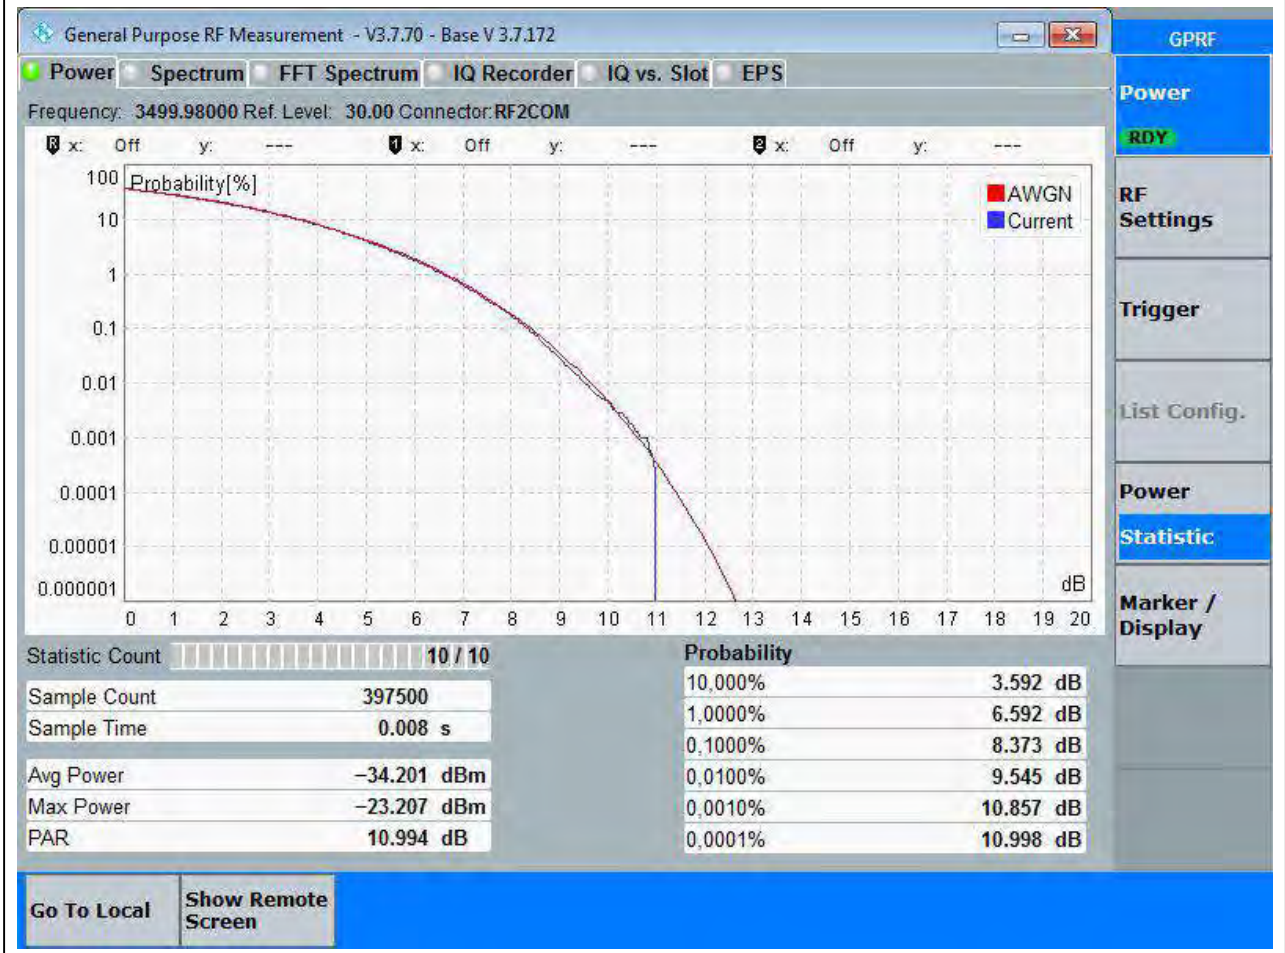 General Purpose RF Measurement - V3.7.70 - Base V 3.7.172
GPRF
Power Spectrum FFT Spectrum IQ Recorder IQ vs. Slot EPS
Frequency: 3499.98000 Ref. Level: 30.00 Connector:RF2COM
R x: Off y: --- 1 x: Off y: --- 2 x: Off y: ---
Probability[%]
AWGN
Current
100
10
1
0.1
0.01
0.001
0.0001
0.00001
0.000001
dB
0 1 2 3 4 5 6 7 8 9 10 11 12 13 14 15 16 17 18 19 20
Statistic Count 10 / 10
Sample Count 397500
Sample Time 0.008 s
Avg Power −34.201 dBm
Max Power −23.207 dBm
PAR 10.994 dB
Probability
10,000% 3.592 dB
1,0000% 6.592 dB
0,1000% 8.373 dB
0,0100% 9.545 dB
0,0010% 10.857 dB
0,0001% 10.998 dB
Power
RDY
RF
Settings
Trigger
List Config.
Power
Statistic
Marker /
Display
Go To Local
Show Remote
Screen